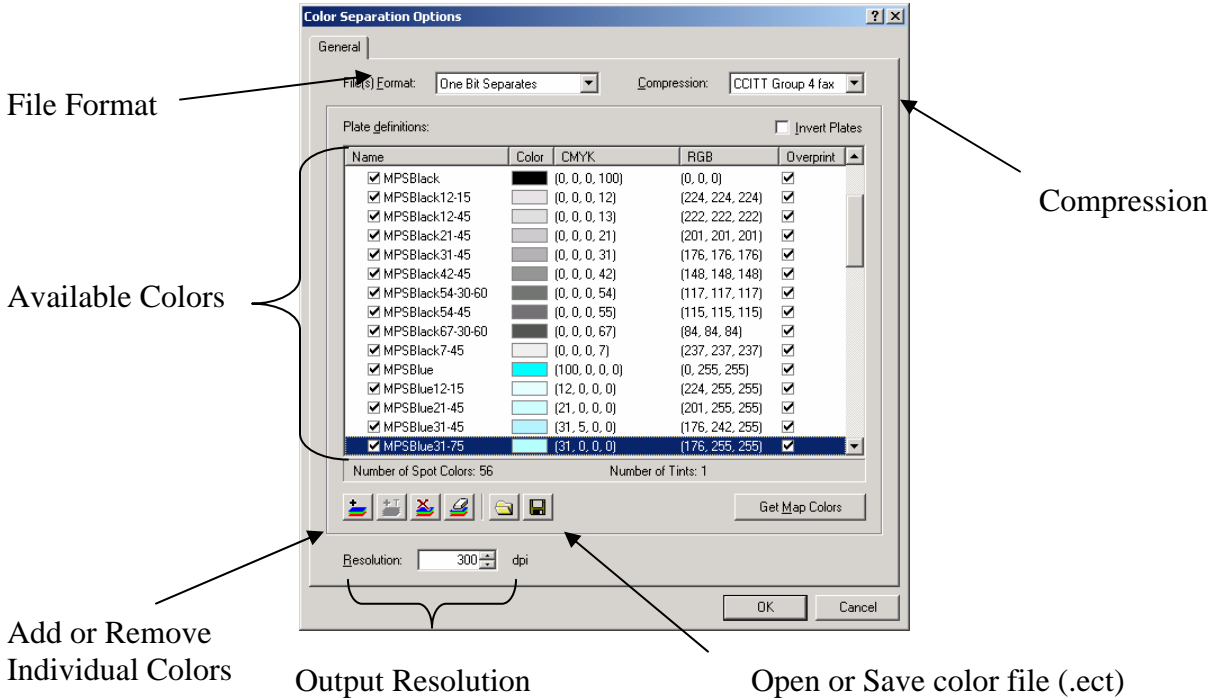 Color Separation Options
General
File(s) Format: One Bit Separates Compression: CCITT Group 4 fax
File Format
Plate definitions: Invert Plates
Name Color CMYK RGB Overprint
MPSBlack (0, 0, 0, 100) (0, 0, 0)
MPSBlack12-15 (0, 0, 0, 12) (224, 224, 224)
Compression
MPSBlack12-45 (0, 0, 0, 13) (222, 222, 222)
MPSBlack21-45 (0, 0, 0, 21) (201, 201, 201)
MPSBlack31-45 (0, 0, 0, 31) (176, 176, 176)
MPSBlack42-45 (0, 0, 0, 42) (148, 148, 148)
Available Colors
MPSBlack54-30-60 (0, 0, 0, 54) (117, 117, 117)
MPSBlack54-45 (0, 0, 0, 55) (115, 115, 115)
MPSBlack67-30-60 (0, 0, 0, 67) (84, 84, 84)
MPSBlack7-45 (0, 0, 0, 7) (237, 237, 237)
MPSBlue (100, 0, 0, 0) (0, 255, 255)
MPSBlue12-15 (12, 0, 0, 0) (224, 255, 255)
MPSBlue21-45 (21, 0, 0, 0) (201, 255, 255)
MPSBlue31-45 (31, 5, 0, 0) (176, 242, 255)
MPSBlue31-75 (31, 0, 0, 0) (176, 255, 255)
Number of Spot Colors: 56 Number of Tints: 1
Get Map Colors
Resolution: 300 dpi
OK Cancel
Add or Remove
Individual Colors
Output Resolution
Open or Save color file (.ect)